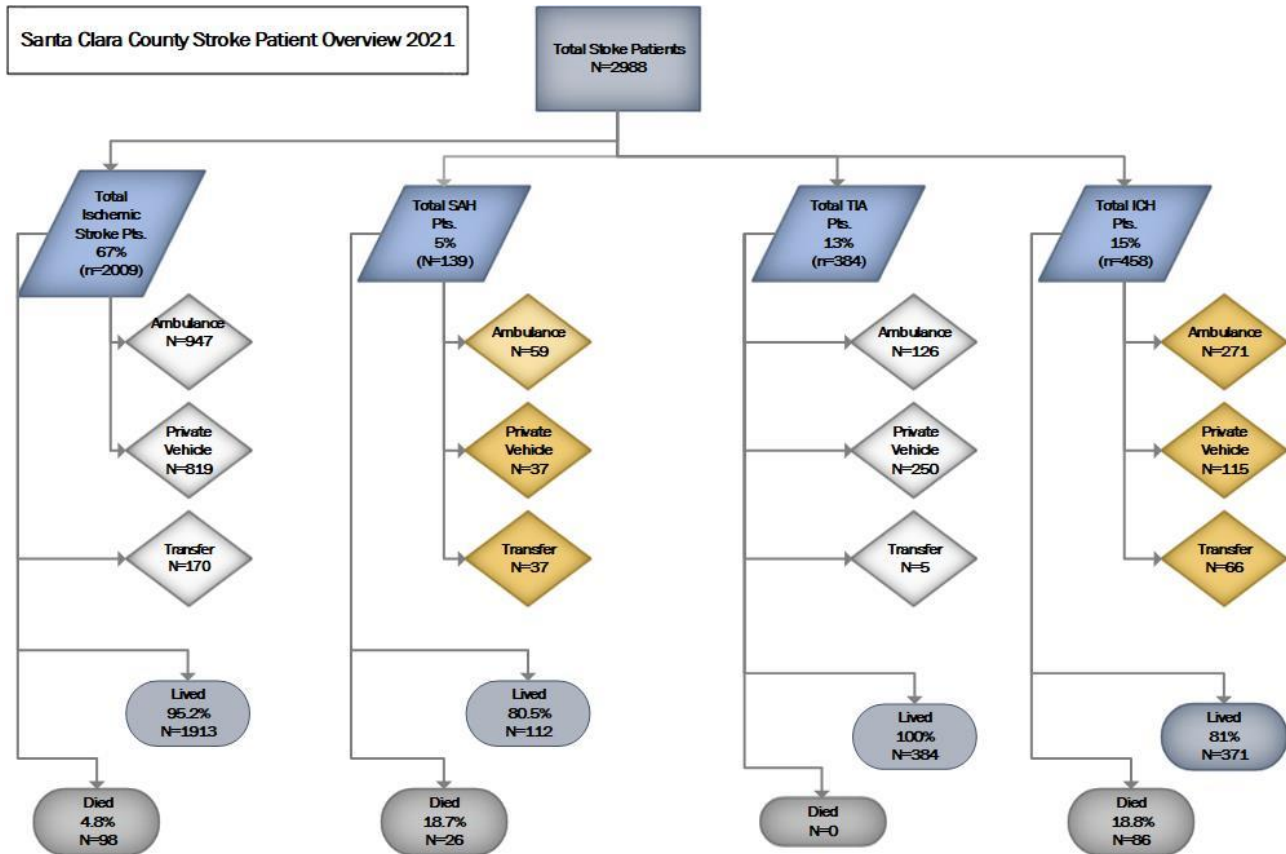 Santa Clara County Stroke Patient Overview 2021
Total Stoke Patients
N=2988
Total
Ischemic
Stroke Pts.
67%
(n=2009)
Total SAH
Pts.
5%
(N=139)
Total TIA
Pts.
13%
(n=384)
Total ICH
Pts.
15%
(n=458)
Ambulance
N=947
Ambulance
N=59
Ambulance
N=126
Ambulance
N=271
Private
Vehicle
N=819
Private
Vehicle
N=37
Private
Vehicle
N=250
Private
Vehicle
N=115
Transfer
N=170
Transfer
N=37
Transfer
N=5
Transfer
N=66
Lived
95.2%
N=1913
Lived
80.5%
N=112
Lived
100%
N=384
Lived
81%
N=371
Died
4.8%
N=98
Died
18.7%
N=26
Died
N=0
Died
18.8%
N=86